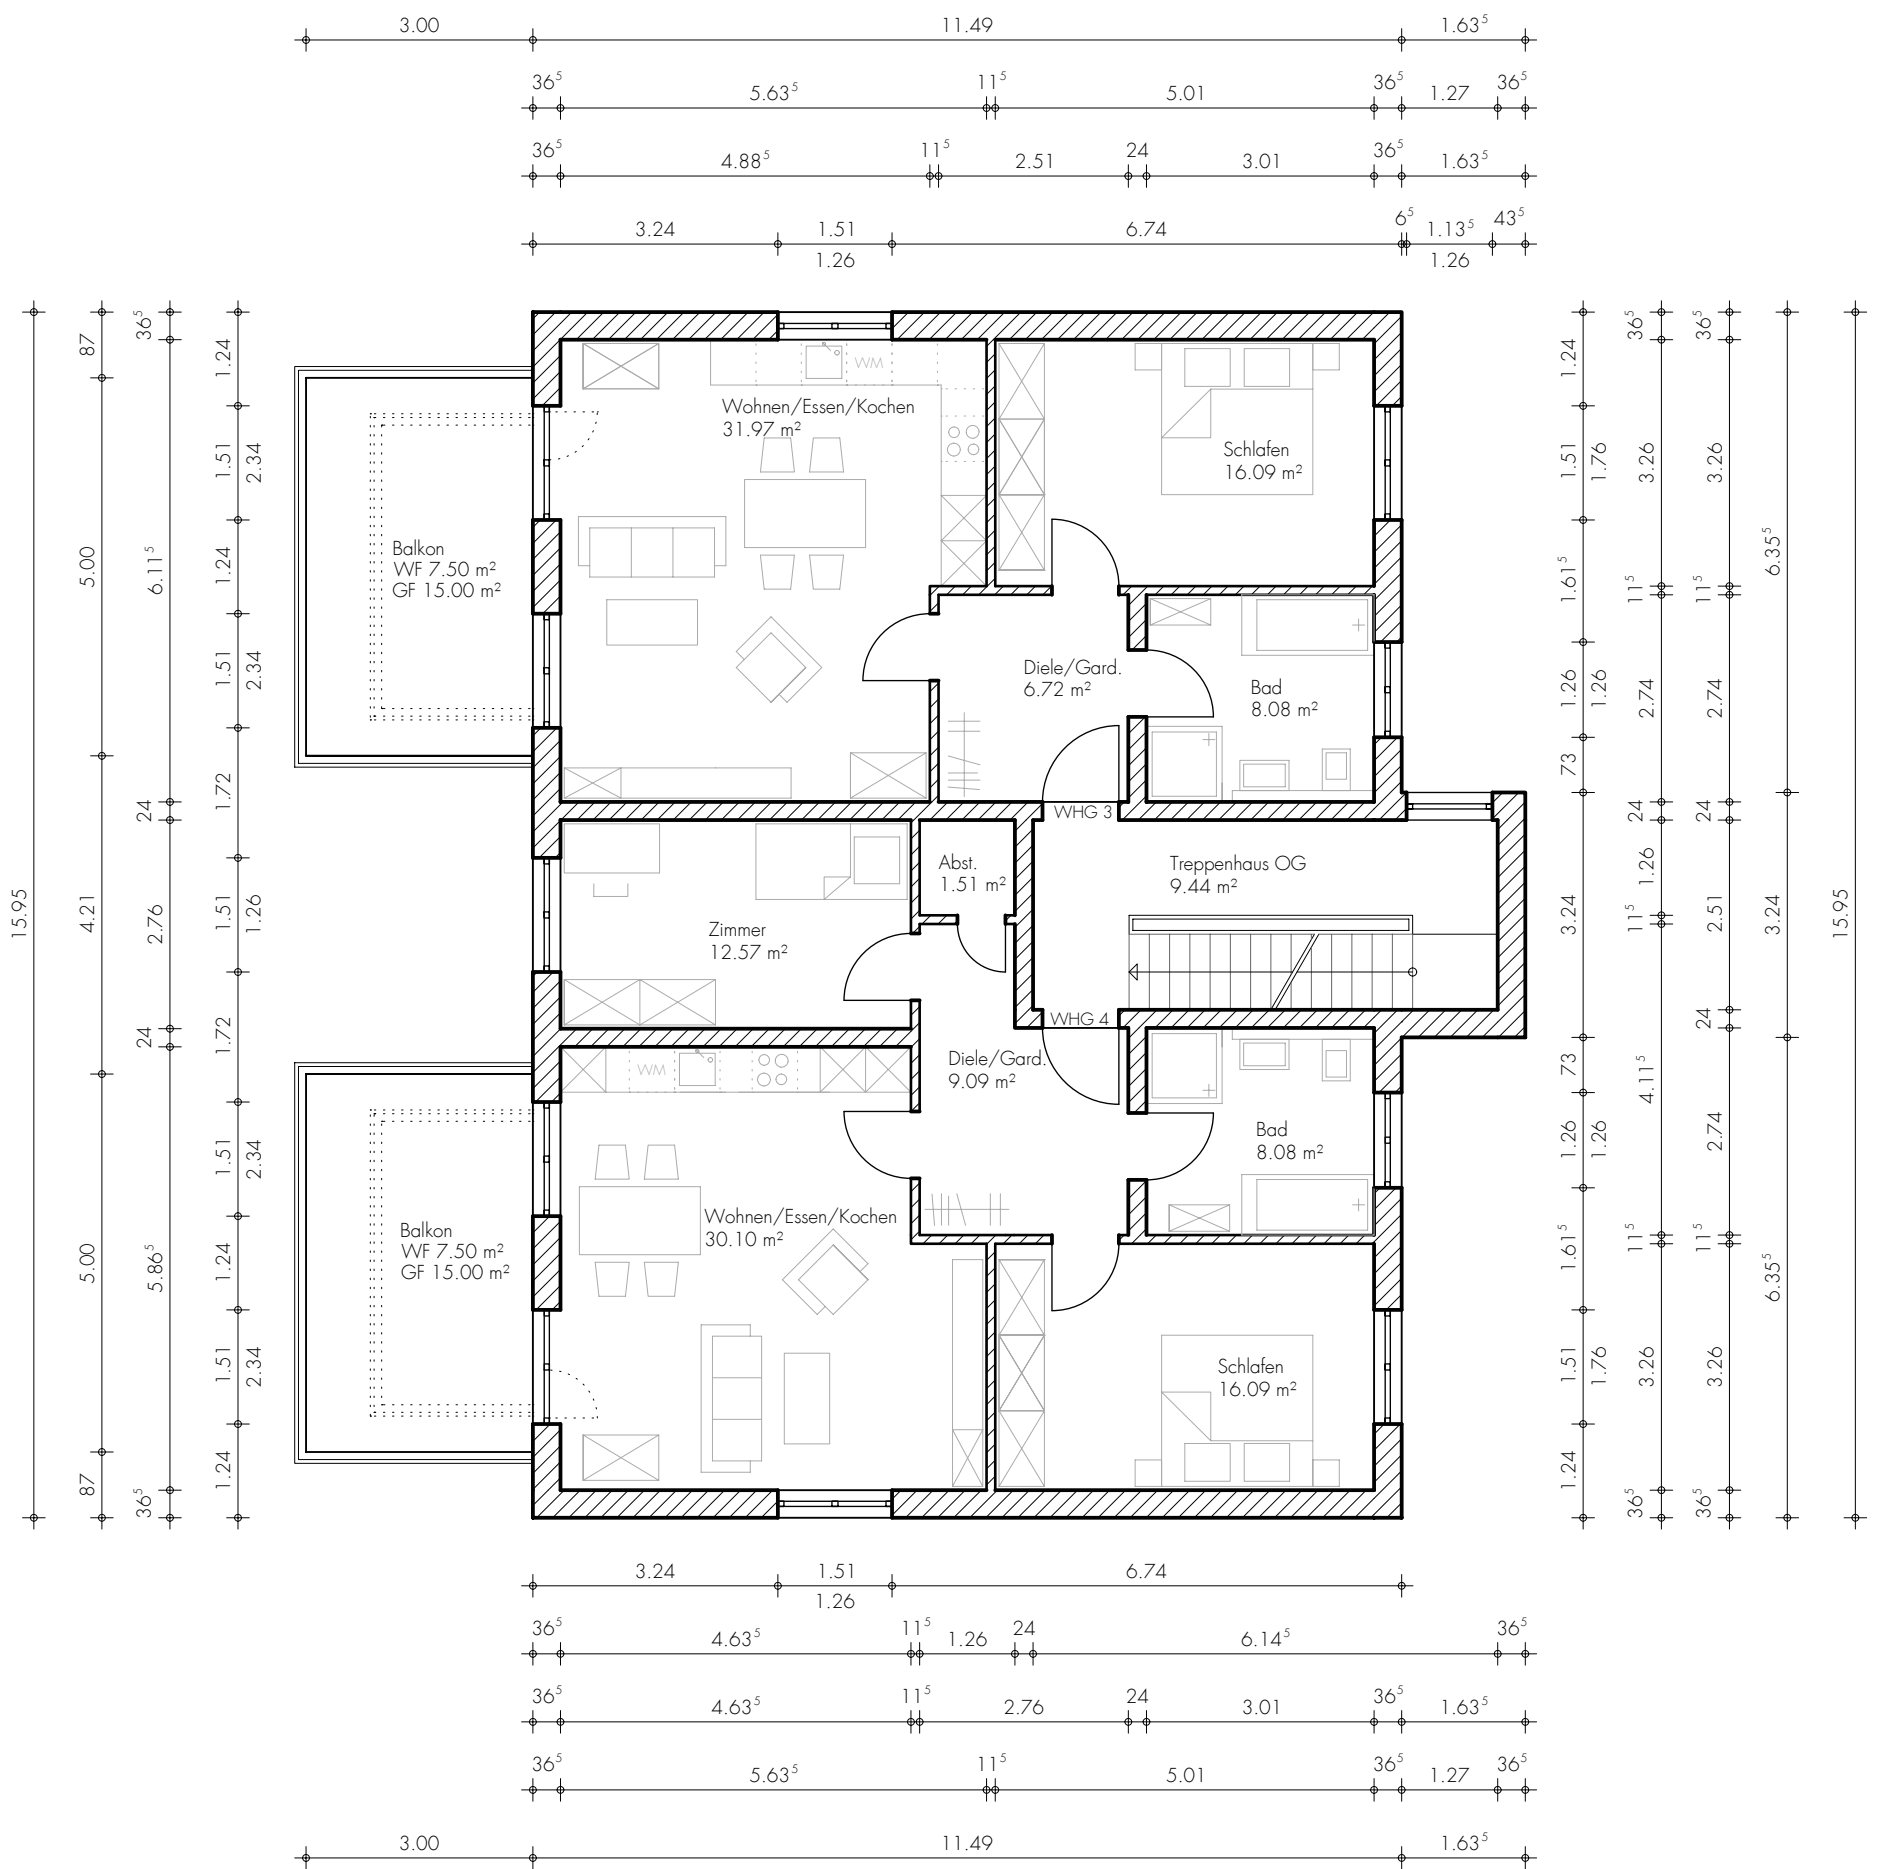 3.00 11.49 1.63⁵
36⁵ 5.63⁵ 11⁵ 5.01 36⁵ 1.27 36⁵
36⁵ 4.88⁵ 11⁵ 2.51 24 3.01 36⁵ 1.63⁵
3.24 1.51 6.74 6⁵ 1.13⁵ 43⁵
1.26 1.26
15.95
87 5.00 4.21 5.00 87
36⁵ 6.11⁵ 24 2.76 24 5.86⁵ 36⁵
1.24 1.51 1.24 1.51 1.72 1.51 1.72 1.51 1.24 1.51 1.24
2.34 2.34 1.26 2.34 2.34
WM
Wohnen/Essen/Kochen
31.97 m²
Schlafen
16.09 m²
Balkon
WF 7.50 m²
GF 15.00 m²
Diele/Gard.
6.72 m²
Bad
8.08 m²
WHG 3
Abst.
1.51 m²
Treppenhaus OG
9.44 m²
Zimmer
12.57 m²
WHG 4
Diele/Gard.
9.09 m²
WM
Bad
8.08 m²
Wohnen/Essen/Kochen
30.10 m²
Balkon
WF 7.50 m²
GF 15.00 m²
Schlafen
16.09 m²
1.24 1.51 1.61⁵ 1.26 73 3.24 73 1.26 1.61⁵ 1.51 1.24
1.76 1.26 1.26 1.76
36⁵ 3.26 11⁵ 2.74 24 1.26 11⁵ 4.11⁵ 11⁵ 3.26 36⁵
36⁵ 3.26 11⁵ 2.74 24 2.51 24 2.74 11⁵ 3.26 36⁵
6.35⁵ 3.24 6.35⁵
15.95
3.24 1.51 6.74
1.26
36⁵ 4.63⁵ 11⁵ 1.26 24 6.14⁵ 36⁵
36⁵ 4.63⁵ 11⁵ 2.76 24 3.01 36⁵ 1.63⁵
36⁵ 5.63⁵ 11⁵ 5.01 36⁵ 1.27 36⁵
3.00 11.49 1.63⁵